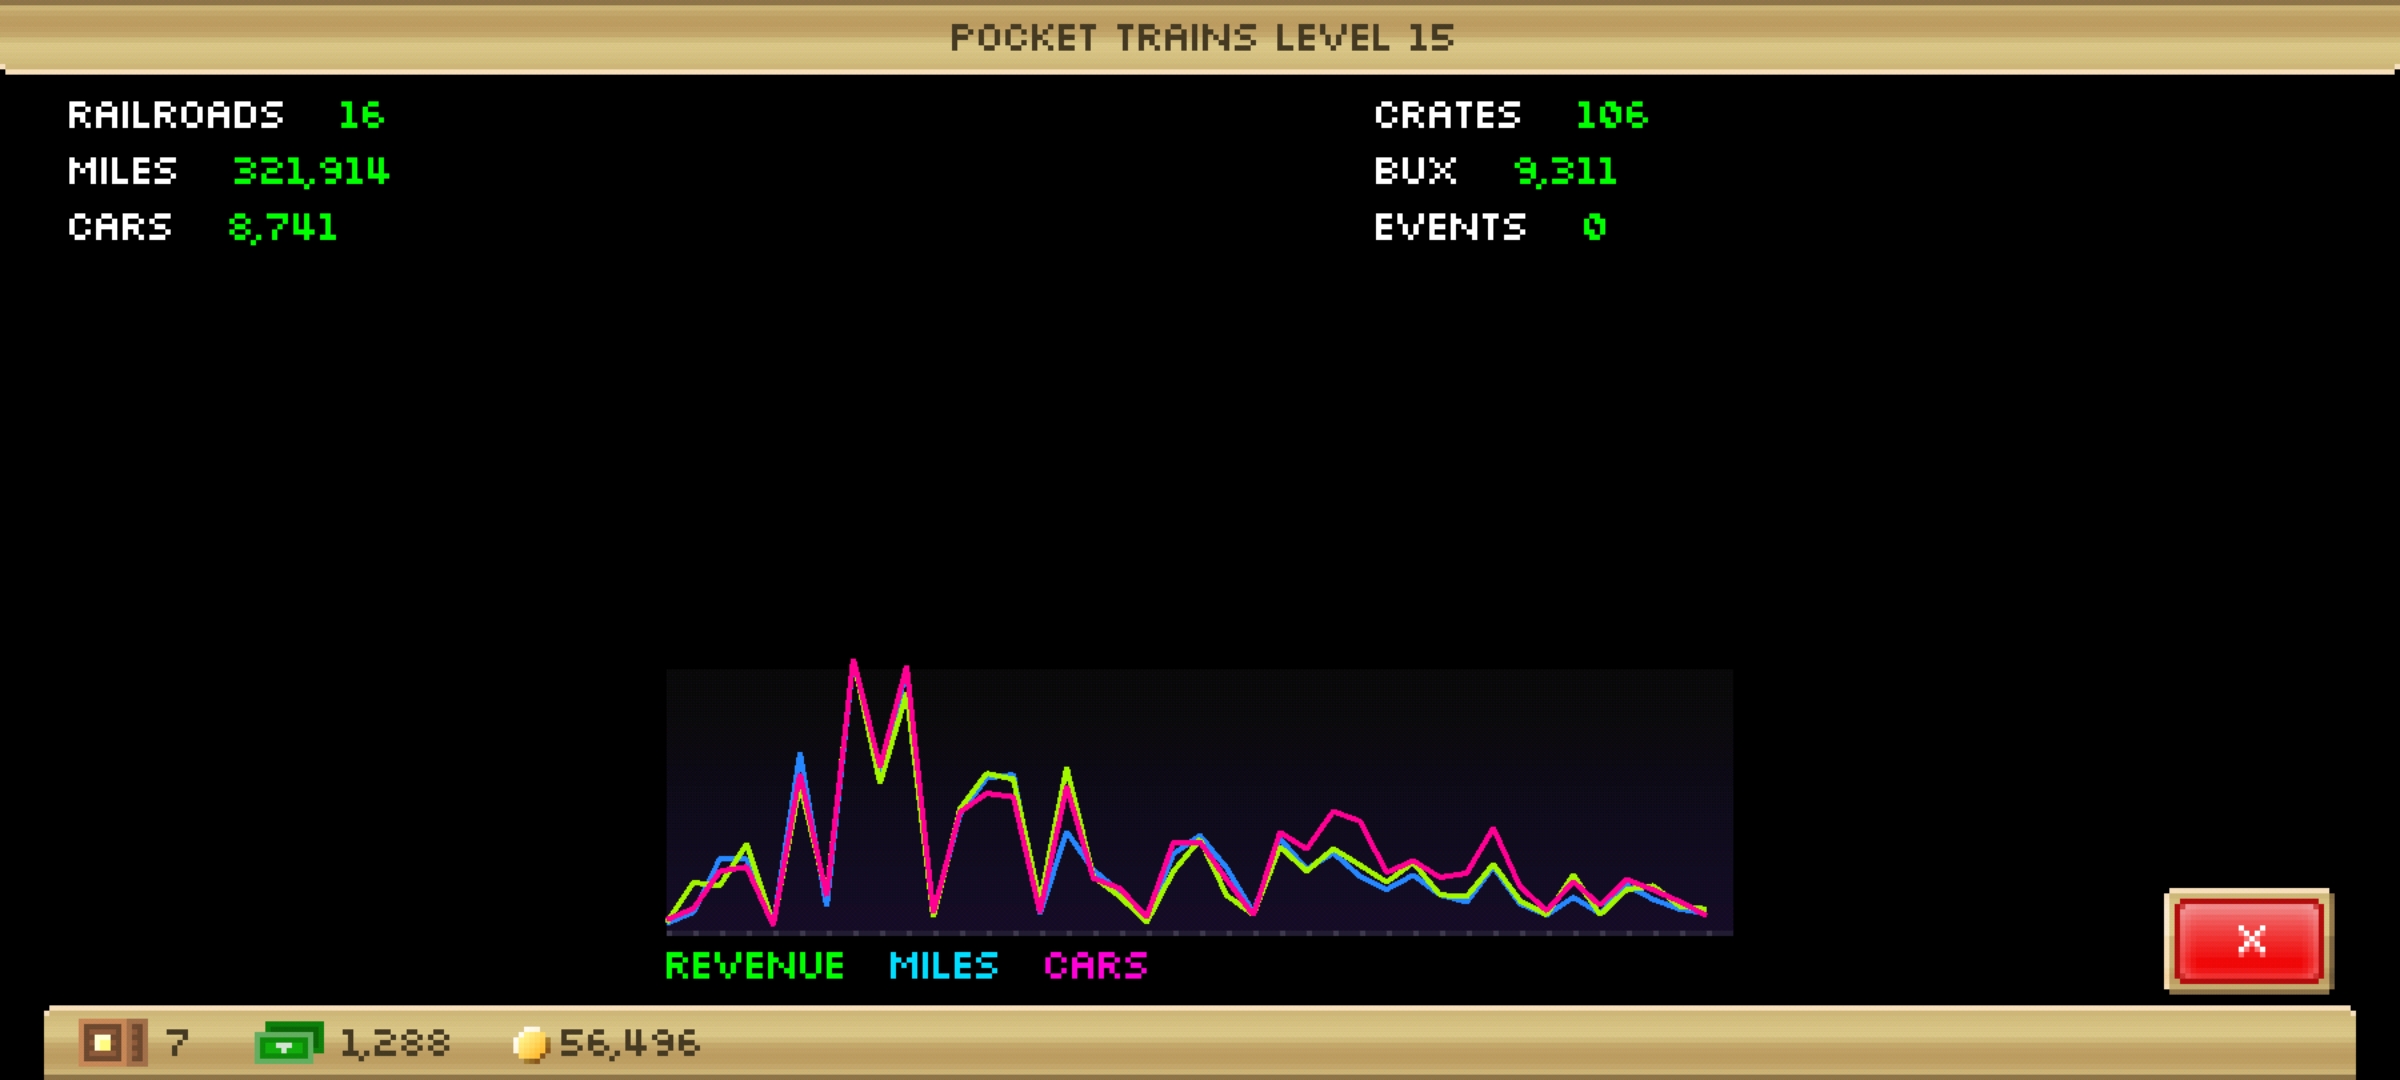 POCKET TRAINS LEVEL 15
RAILROADS 16
MILES 321,914
CARS 8,741
CRATES 106
BUX 9,311
EVENTS 0
REVENUE MILES CARS
X
7 1,288 56,496